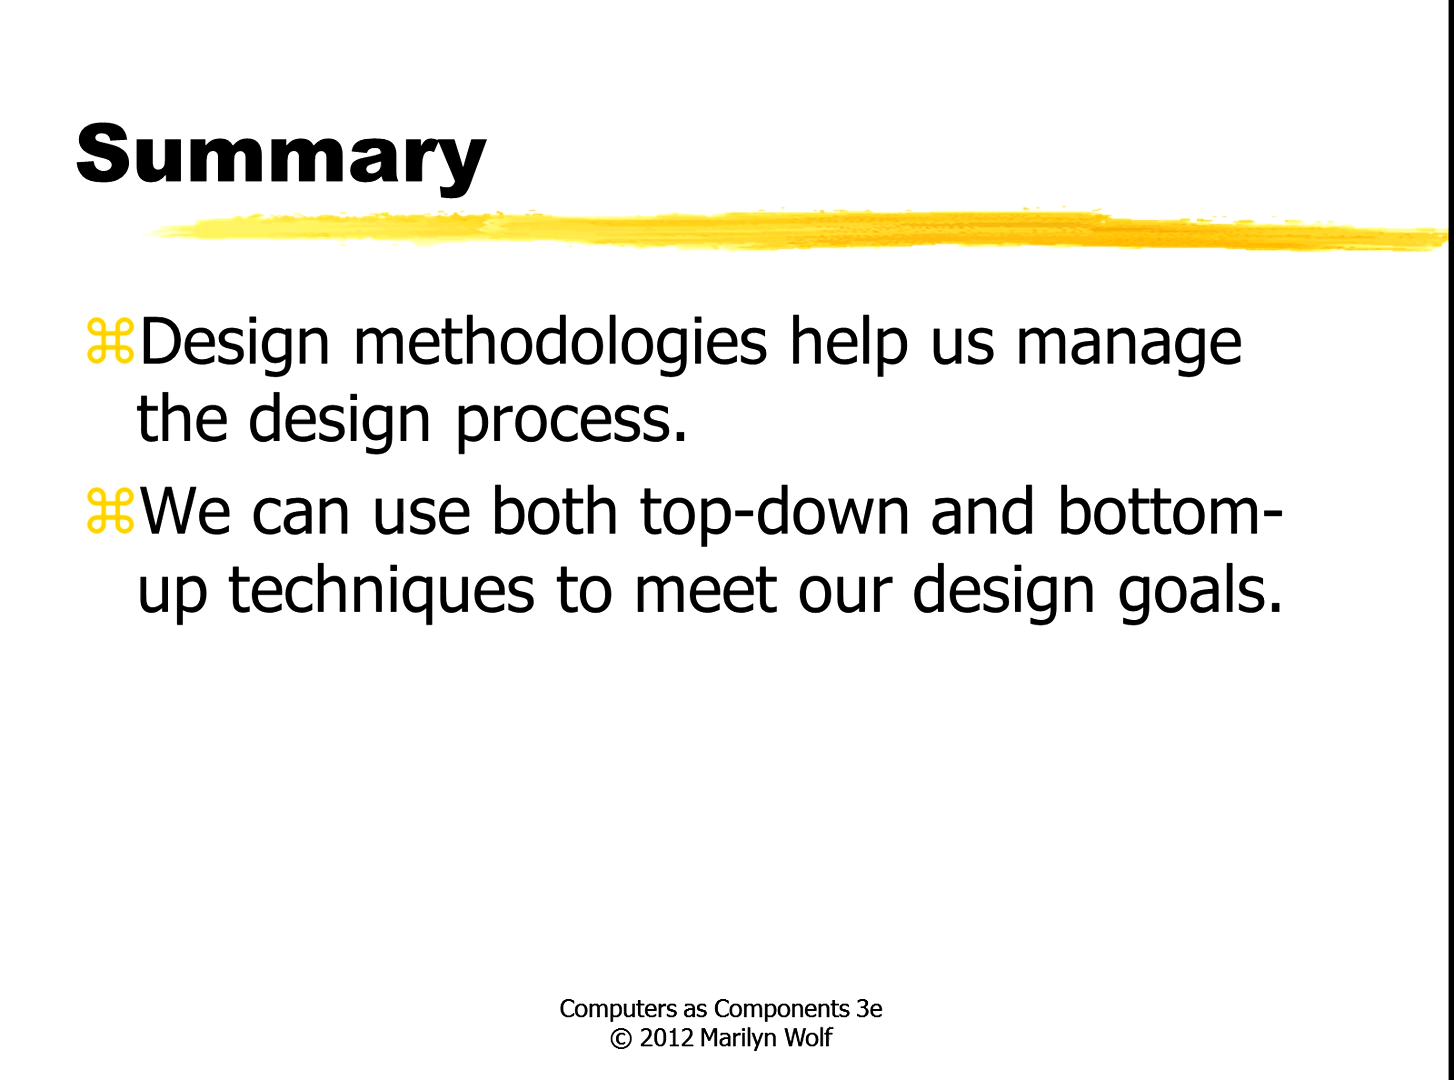 Summary
⌘Design methodologies help us manage
the design process.
⌘We can use both top-down and bottom-
up techniques to meet our design goals.
Computers as Components 3e
© 2012 Marilyn Wolf